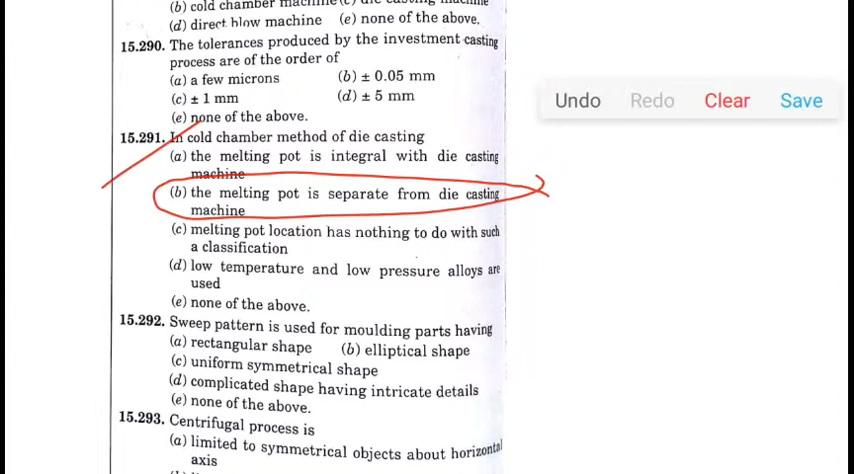 (b) cold chamber machine (c) die casting machine
(d) direct blow machine (e) none of the above.
15.290. The tolerances produced by the investment casting
process are of the order of
(a) a few microns (b) ± 0.05 mm
(c) ± 1 mm (d) ± 5 mm
(e) none of the above.
15.291. In cold chamber method of die casting
(a) the melting pot is integral with die casting
machine
(b) the melting pot is separate from die casting
machine
(c) melting pot location has nothing to do with such
a classification
(d) low temperature and low pressure alloys are
used
(e) none of the above.
15.292. Sweep pattern is used for moulding parts having
(a) rectangular shape (b) elliptical shape
(c) uniform symmetrical shape
(d) complicated shape having intricate details
(e) none of the above.
15.293. Centrifugal process is
(a) limited to symmetrical objects about horizontal
axis
Undo Redo Clear Save